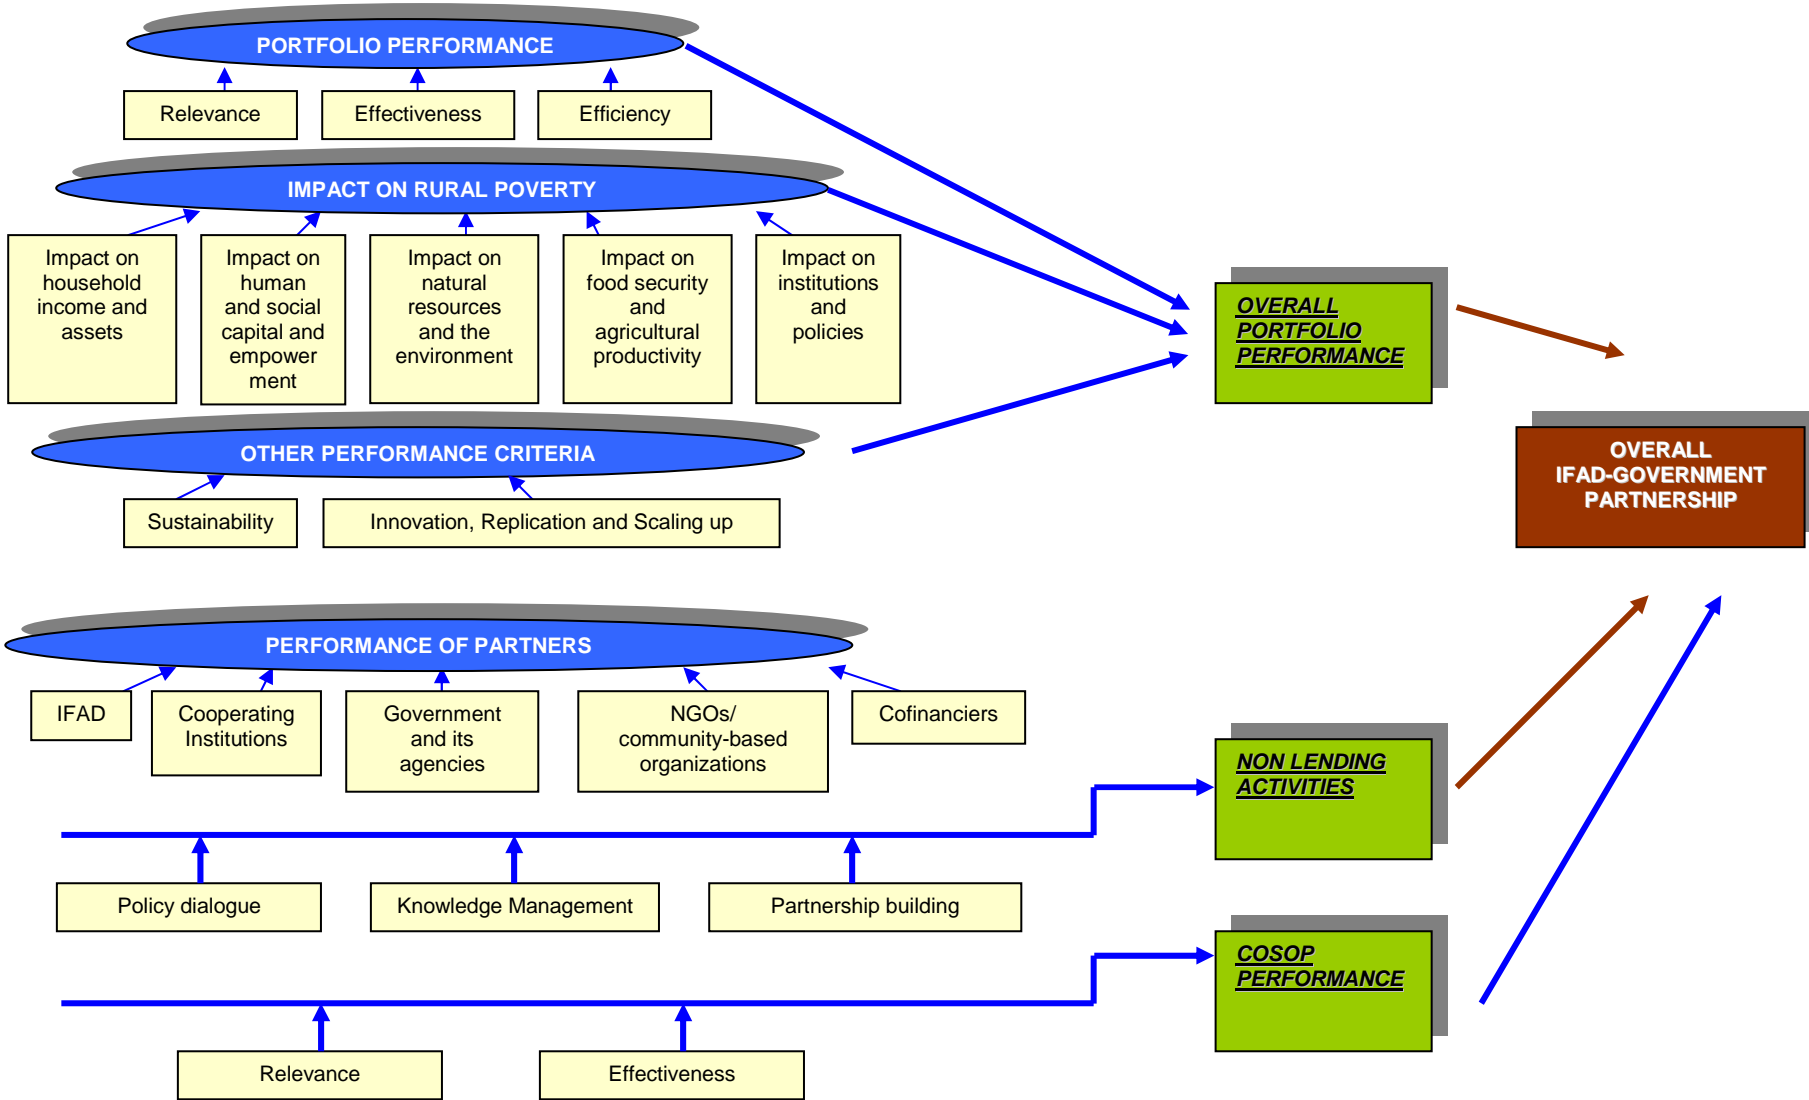 PORTFOLIO PERFORMANCE
Relevance
Effectiveness
Efficiency
IMPACT ON RURAL POVERTY
Impact on
household
income and
assets
Impact on
human
and social
capital and
empower
ment
Impact on
natural
resources
and the
environment
Impact on
food security
and
agricultural
productivity
Impact on
institutions
and
policies
OTHER PERFORMANCE CRITERIA
Sustainability
Innovation, Replication and Scaling up
OVERALL
PORTFOLIO
PERFORMANCE
OVERALL
IFAD-GOVERNMENT
PARTNERSHIP
PERFORMANCE OF PARTNERS
IFAD
Cooperating
Institutions
Government
and its
agencies
NGOs/
community-based
organizations
Cofinanciers
NON LENDING
ACTIVITIES
Policy dialogue
Knowledge Management
Partnership building
COSOP
PERFORMANCE
Relevance
Effectiveness